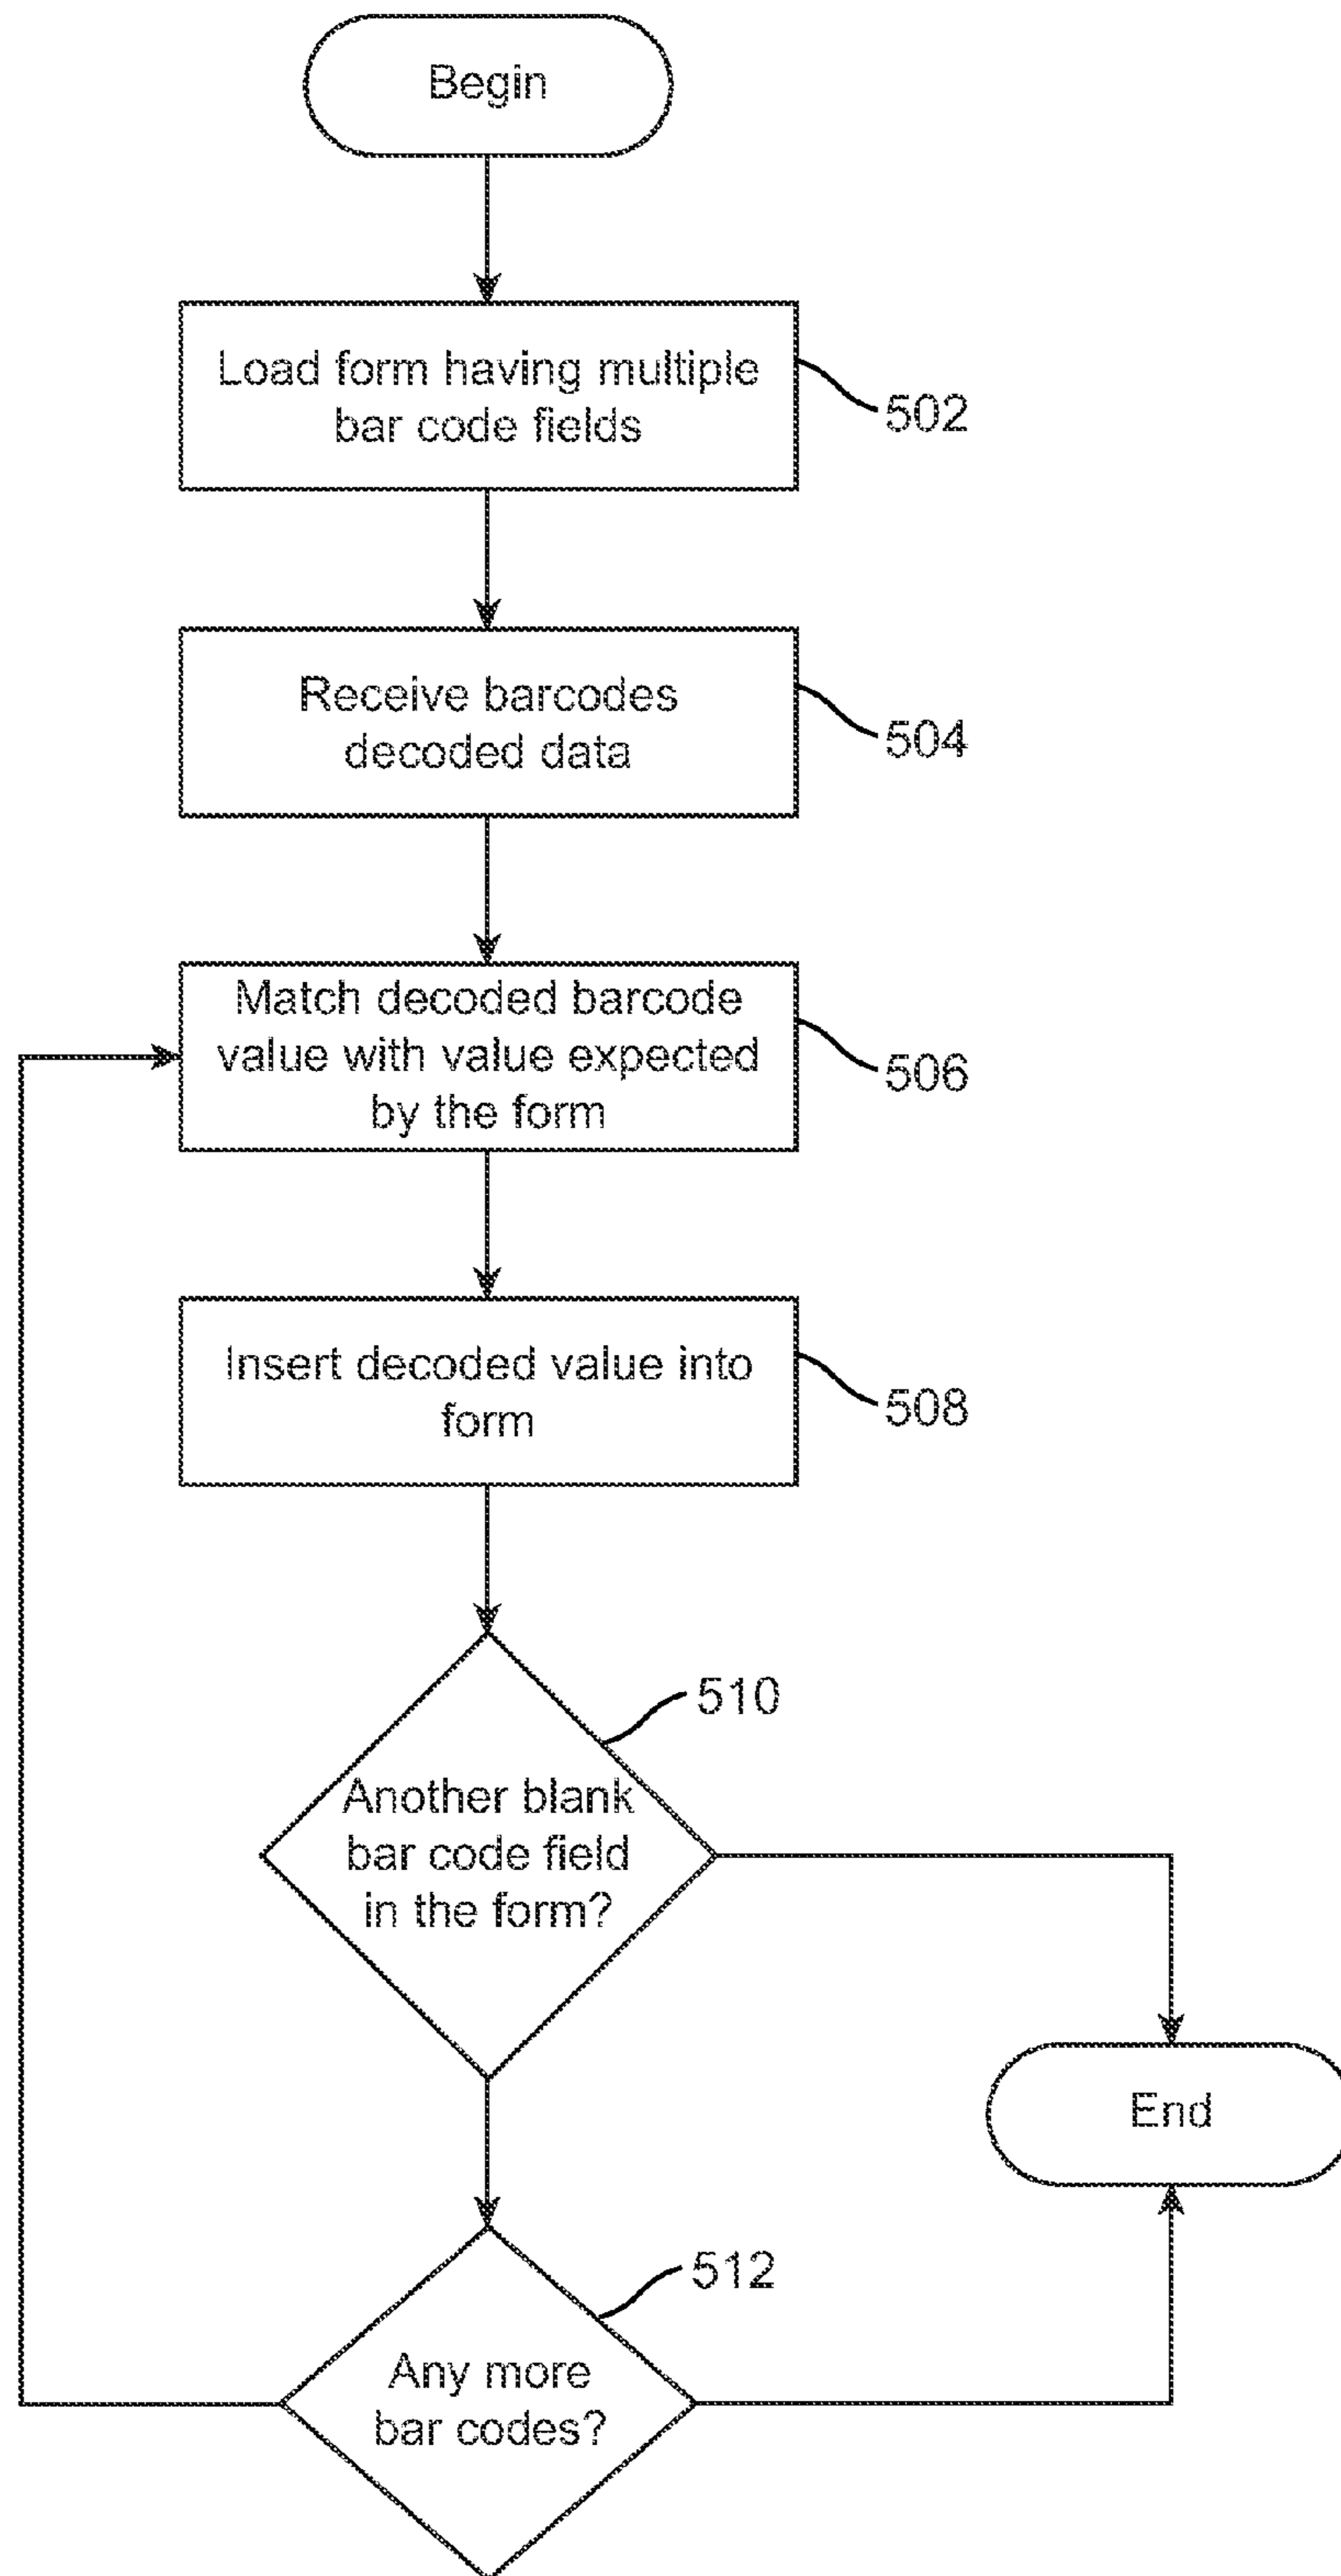 Begin
Load form having multiple
bar code fields
502
Receive barcodes
decoded data
504
Match decoded barcode
value with value expected
by the form
506
Insert decoded value into
form
508
510
Another blank
bar code field
in the form?
End
512
Any more
bar codes?